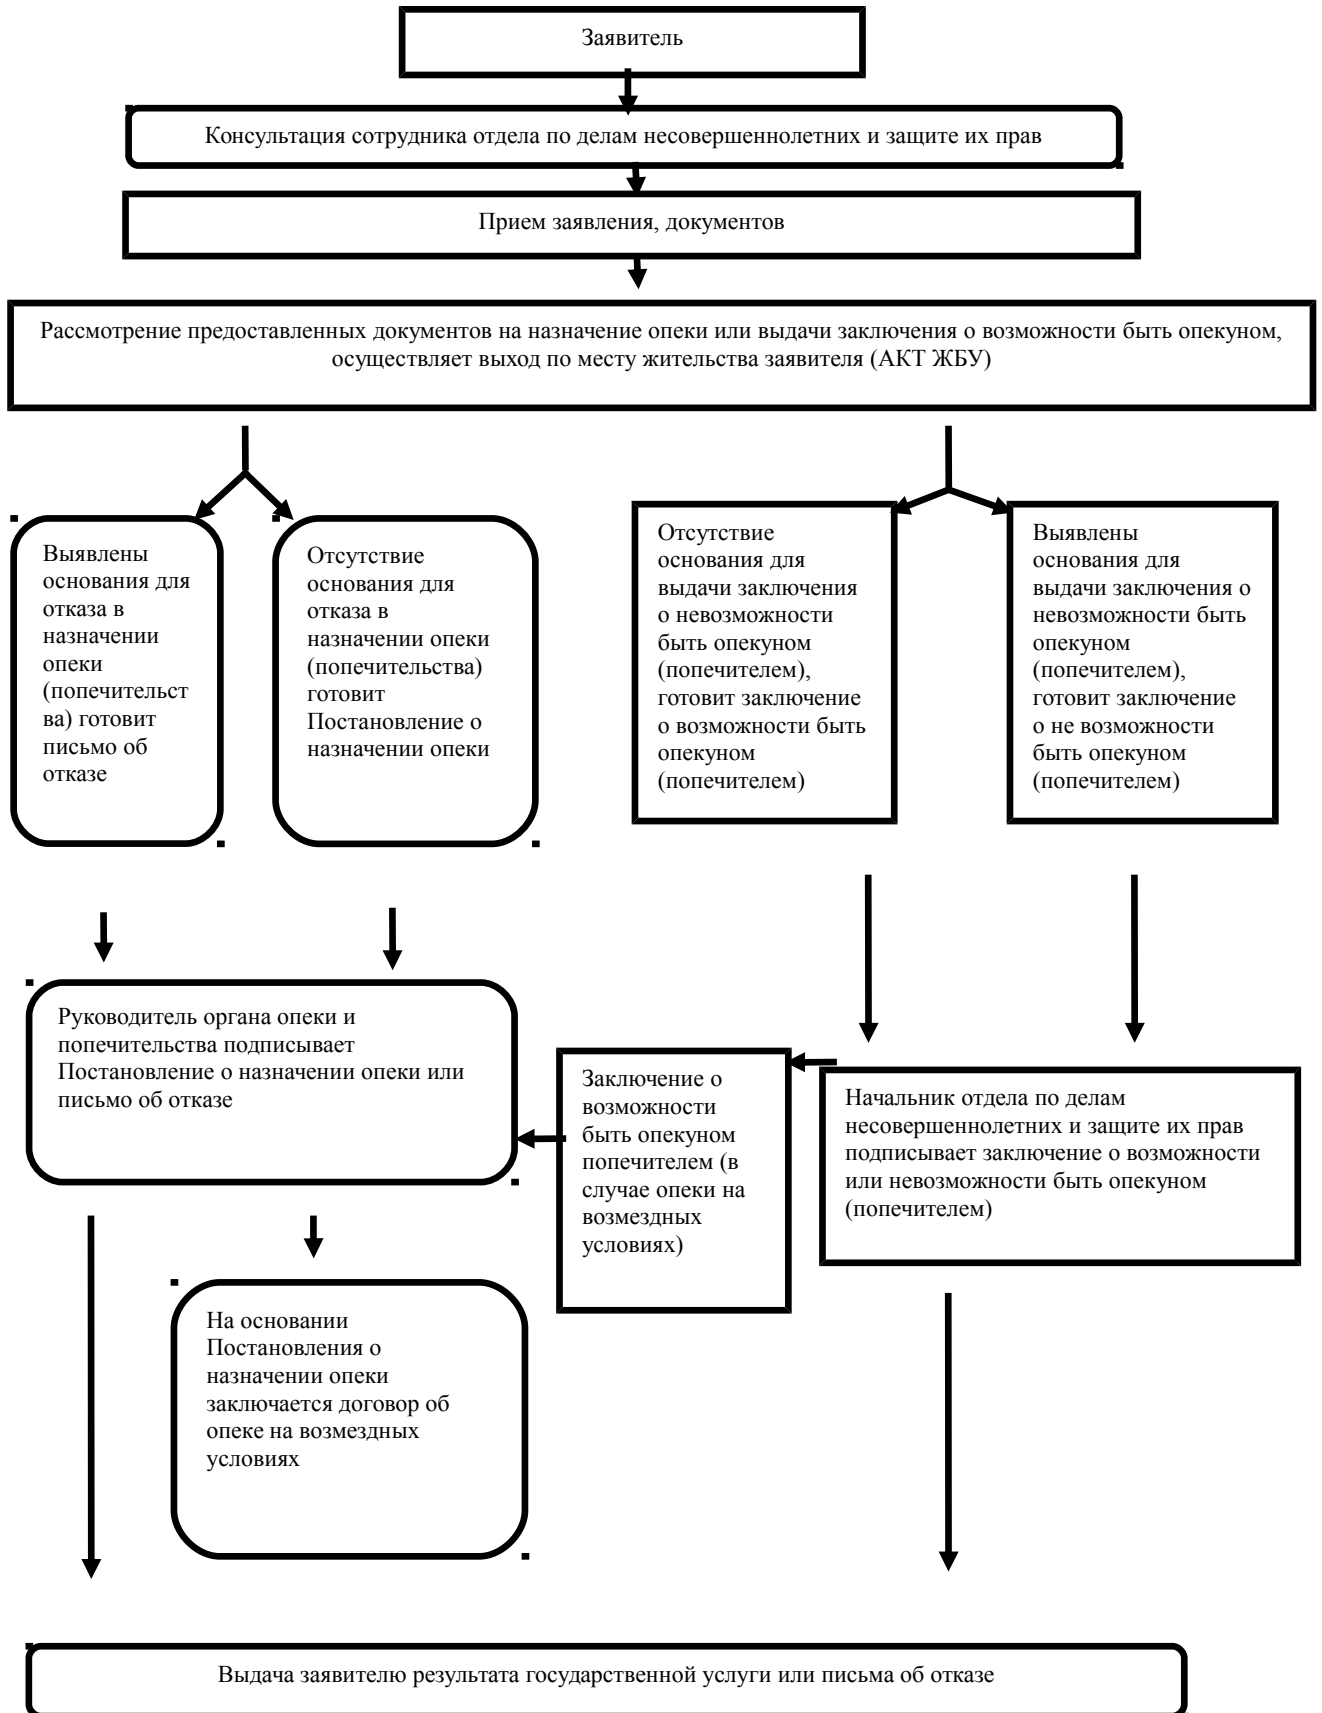 Заявитель
Консультация сотрудника отдела по делам несовершеннолетних и защите их прав
Прием заявления, документов
Рассмотрение предоставленных документов на назначение опеки или выдачи заключения о возможности быть опекуном,
осуществляет выход по месту жительства заявителя (АКТ ЖБУ)
Выявлены
основания для
отказа в
назначении
опеки
(попечительст
ва) готовит
письмо об
отказе
Отсутствие
основания для
отказа в
назначении опеки
(попечительства)
готовит
Постановление о
назначении опеки
Отсутствие
основания для
выдачи заключения
о невозможности
быть опекуном
(попечителем),
готовит заключение
о возможности быть
опекуном
(попечителем)
Выявлены
основания для
выдачи заключения о
невозможности быть
опекуном
(попечителем),
готовит заключение
о не возможности
быть опекуном
(попечителем)
Руководитель органа опеки и
попечительства подписывает
Постановление о назначении опеки или
письмо об отказе
Заключение о
возможности
быть опекуном
попечителем (в
случае опеки на
возмездных
условиях)
Начальник отдела по делам
несовершеннолетних и защите их прав
подписывает заключение о возможности
или невозможности быть опекуном
(попечителем)
На основании
Постановления о
назначении опеки
заключается договор об
опеке на возмездных
условиях
Выдача заявителю результата государственной услуги или письма об отказе